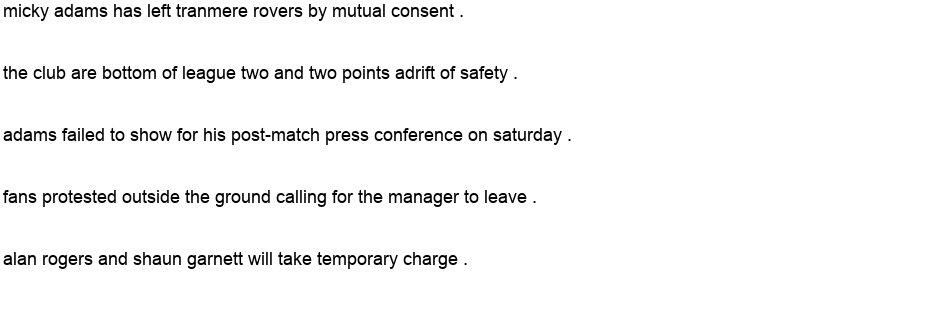 micky adams has left tranmere rovers by mutual consent .
the club are bottom of league two and two points adrift of safety .
adams failed to show for his post-match press conference on saturday .
fans protested outside the ground calling for the manager to leave .
alan rogers and shaun garnett will take temporary charge .